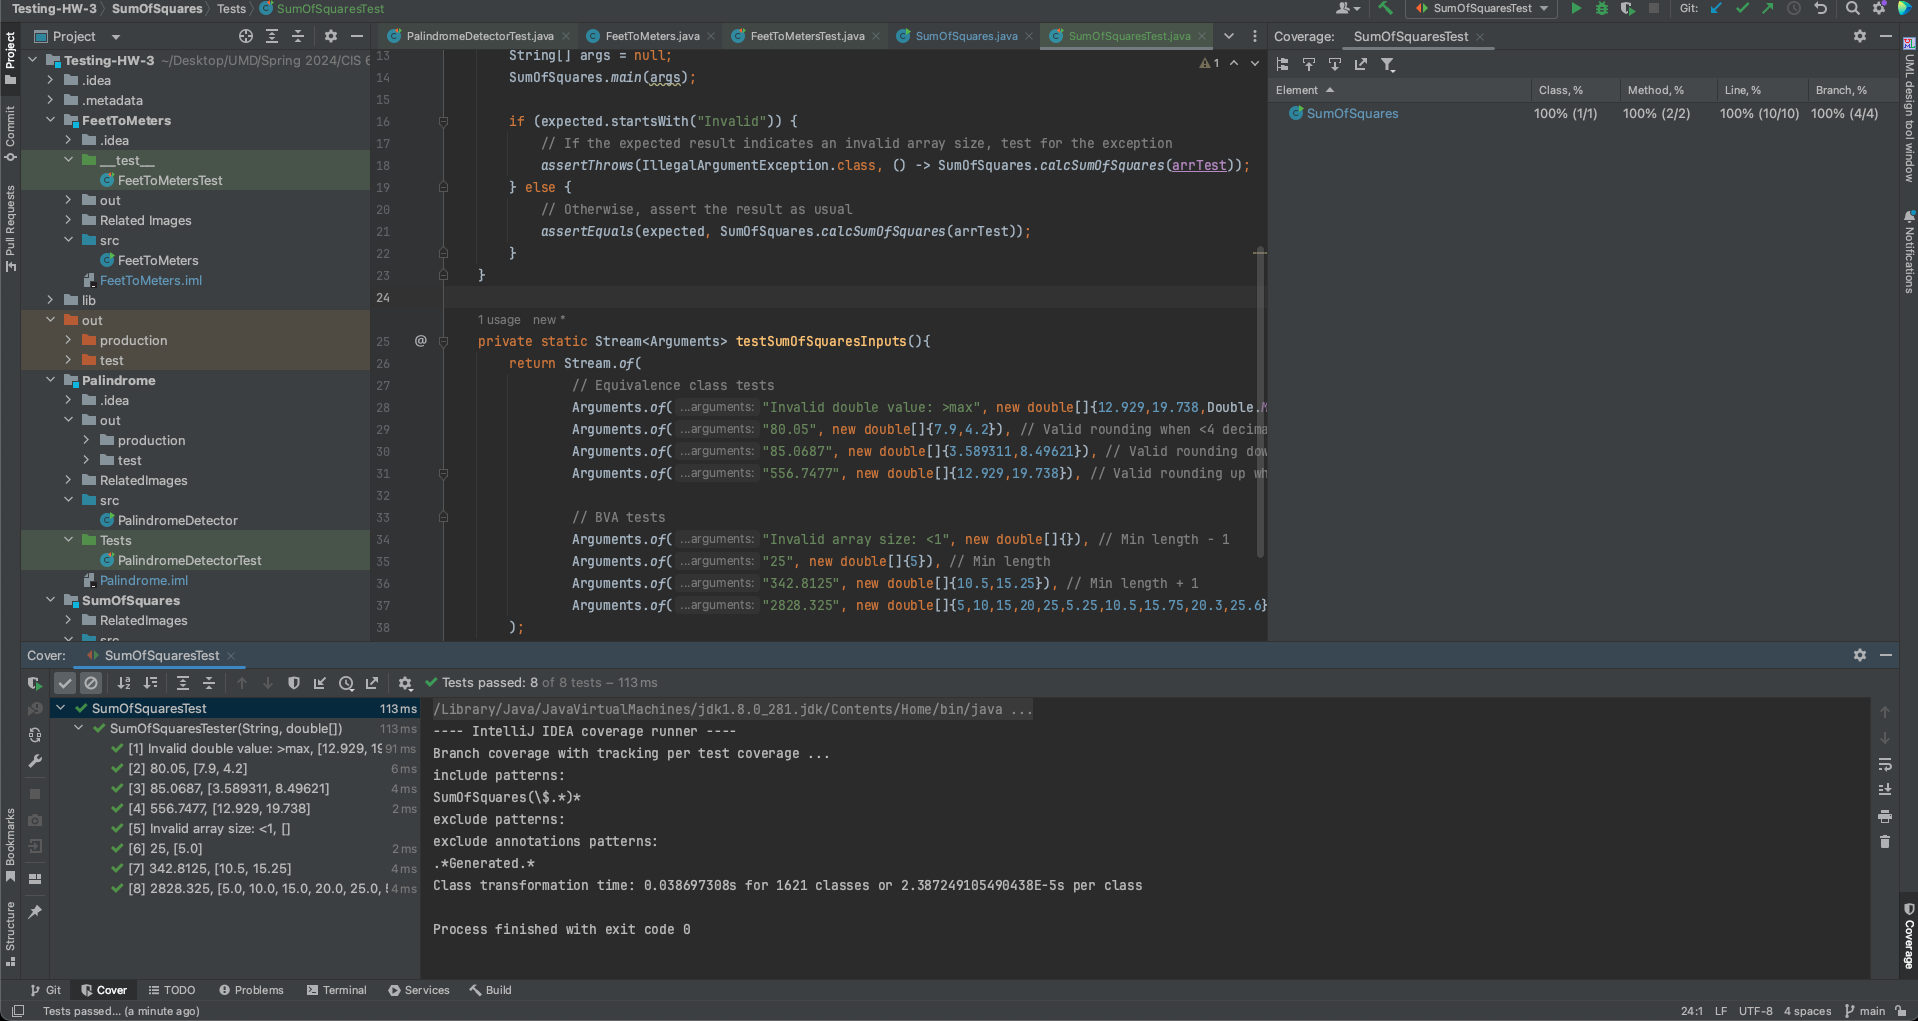 Testing-HW-3 SumOfSquares Tests SumOfSquaresTest
SumOfSquaresTest Git:
Project
PalindromeDetectorTest.java FeetToMeters.java FeetToMetersTest.java SumOfSquares.java SumOfSquaresTest.java
Coverage: SumOfSquaresTest
Project
Commit
Pull Requests
Bookmarks
Structure
Testing-HW-3 ~/Desktop/UMD/Spring 2024/CIS 6
.idea
.metadata
FeetToMeters
.idea
__test__
FeetToMetersTest
out
Related Images
src
FeetToMeters
FeetToMeters.iml
lib
out
production
test
Palindrome
.idea
out
production
test
RelatedImages
src
PalindromeDetector
Tests
PalindromeDetectorTest
Palindrome.iml
SumOfSquares
RelatedImages
src
1
13 String[] args = null;
14 SumOfSquares.main(args);
15
16 if (expected.startsWith("Invalid")) {
17 // If the expected result indicates an invalid array size, test for the exception
18 assertThrows(IllegalArgumentException.class, () -> SumOfSquares.calcSumOfSquares(arrTest));
19 } else {
20 // Otherwise, assert the result as usual
21 assertEquals(expected, SumOfSquares.calcSumOfSquares(arrTest));
22 }
23 }
24
1 usage new *
25 @ private static Stream<Arguments> testSumOfSquaresInputs(){
26 return Stream.of(
27 // Equivalence class tests
28 Arguments.of( ...arguments: "Invalid double value: >max", new double[]{12.929,19.738,Double.M
29 Arguments.of( ...arguments: "80.05", new double[]{7.9,4.2}), // Valid rounding when <4 decima
30 Arguments.of( ...arguments: "85.0687", new double[]{3.589311,8.49621}), // Valid rounding dow
31 Arguments.of( ...arguments: "556.7477", new double[]{12.929,19.738}), // Valid rounding up wh
32
33 // BVA tests
34 Arguments.of( ...arguments: "Invalid array size: <1", new double[]{}), // Min length - 1
35 Arguments.of( ...arguments: "25", new double[]{5}), // Min length
36 Arguments.of( ...arguments: "342.8125", new double[]{10.5,15.25}), // Min length + 1
37 Arguments.of( ...arguments: "2828.325", new double[]{5,10,15,20,25,5.25,10.5,15.75,20.3,25.6}
38 );
Element Class, % Method, % Line, % Branch, %
SumOfSquares 100% (1/1) 100% (2/2) 100% (10/10) 100% (4/4)
UML design tool window
Notifications
Coverage
Cover: SumOfSquaresTest
Tests passed: 8 of 8 tests – 113 ms
SumOfSquaresTest 113 ms
SumOfSquaresTester(String, double[]) 113 ms
[1] Invalid double value: >max, [12.929, 19 91 ms
[2] 80.05, [7.9, 4.2] 6 ms
[3] 85.0687, [3.589311, 8.49621] 4 ms
[4] 556.7477, [12.929, 19.738] 2 ms
[5] Invalid array size: <1, []
[6] 25, [5.0] 2 ms
[7] 342.8125, [10.5, 15.25] 4 ms
[8] 2828.325, [5.0, 10.0, 15.0, 20.0, 25.0, 4 ms
/Library/Java/JavaVirtualMachines/jdk1.8.0_281.jdk/Contents/Home/bin/java ...
---- IntelliJ IDEA coverage runner ----
Branch coverage with tracking per test coverage ...
include patterns:
SumOfSquares(\$.*)*
exclude patterns:
exclude annotations patterns:
.*Generated.*
Class transformation time: 0.038697308s for 1621 classes or 2.387249105490438E-5s per class
Process finished with exit code 0
Git Cover TODO Problems Terminal Services Build
Tests passed... (a minute ago)
24:1 LF UTF-8 4 spaces main